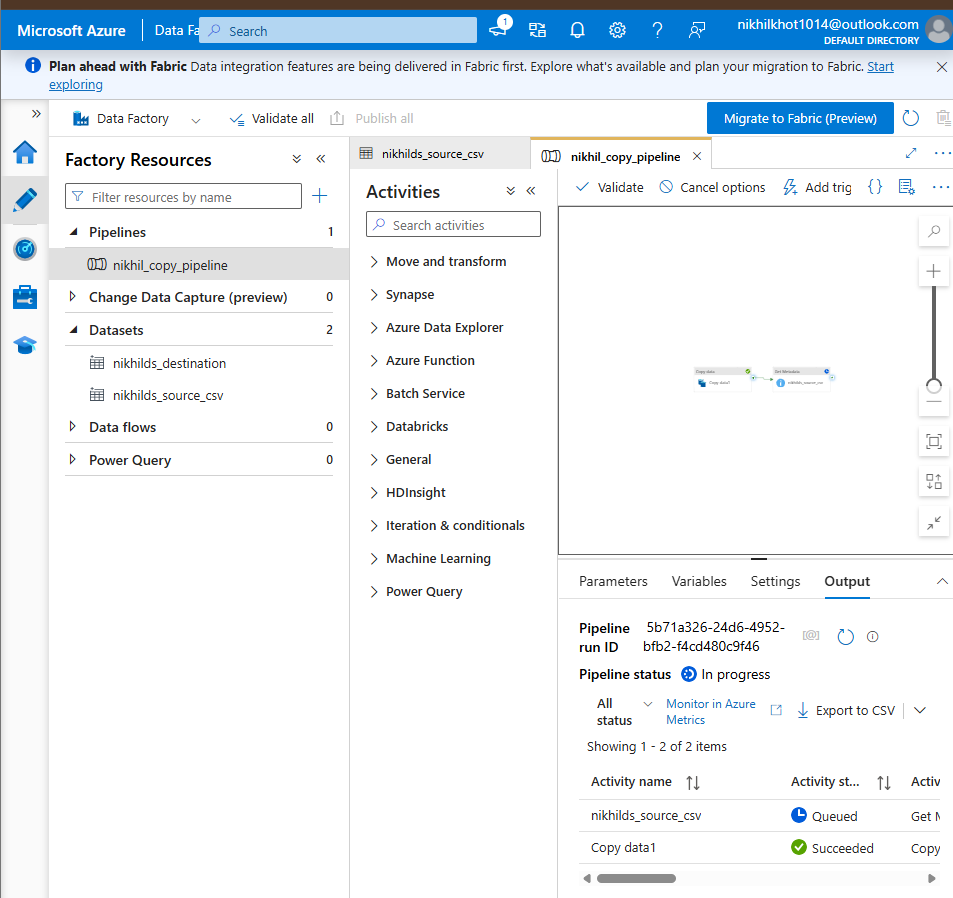 Microsoft Azure
Data Fa
Search
1
nikhilkhot1014@outlook.com
DEFAULT DIRECTORY
Plan ahead with Fabric Data integration features are being delivered in Fabric first. Explore what's available and plan your migration to Fabric. Start
exploring
Data Factory
Validate all
Publish all
Migrate to Fabric (Preview)
Factory Resources
Filter resources by name
Pipelines 1
nikhil_copy_pipeline
Change Data Capture (preview) 0
Datasets 2
nikhilds_destination
nikhilds_source_csv
Data flows 0
Power Query 0
nikhilds_source_csv
nikhil_copy_pipeline
Activities
Search activities
Move and transform
Synapse
Azure Data Explorer
Azure Function
Batch Service
Databricks
General
HDInsight
Iteration & conditionals
Machine Learning
Power Query
Validate
Cancel options
Add trig
{}
Copy data
Copy data1
Get Metadata
nikhilds_source_csv
Parameters
Variables
Settings
Output
Pipeline
run ID
5b71a326-24d6-4952-
bfb2-f4cd480c9f46
[@]
Pipeline status In progress
All
status
Monitor in Azure
Metrics
Export to CSV
Showing 1 - 2 of 2 items
Activity name Activity st... Activ
nikhilds_source_csv Queued Get M
Copy data1 Succeeded Copy